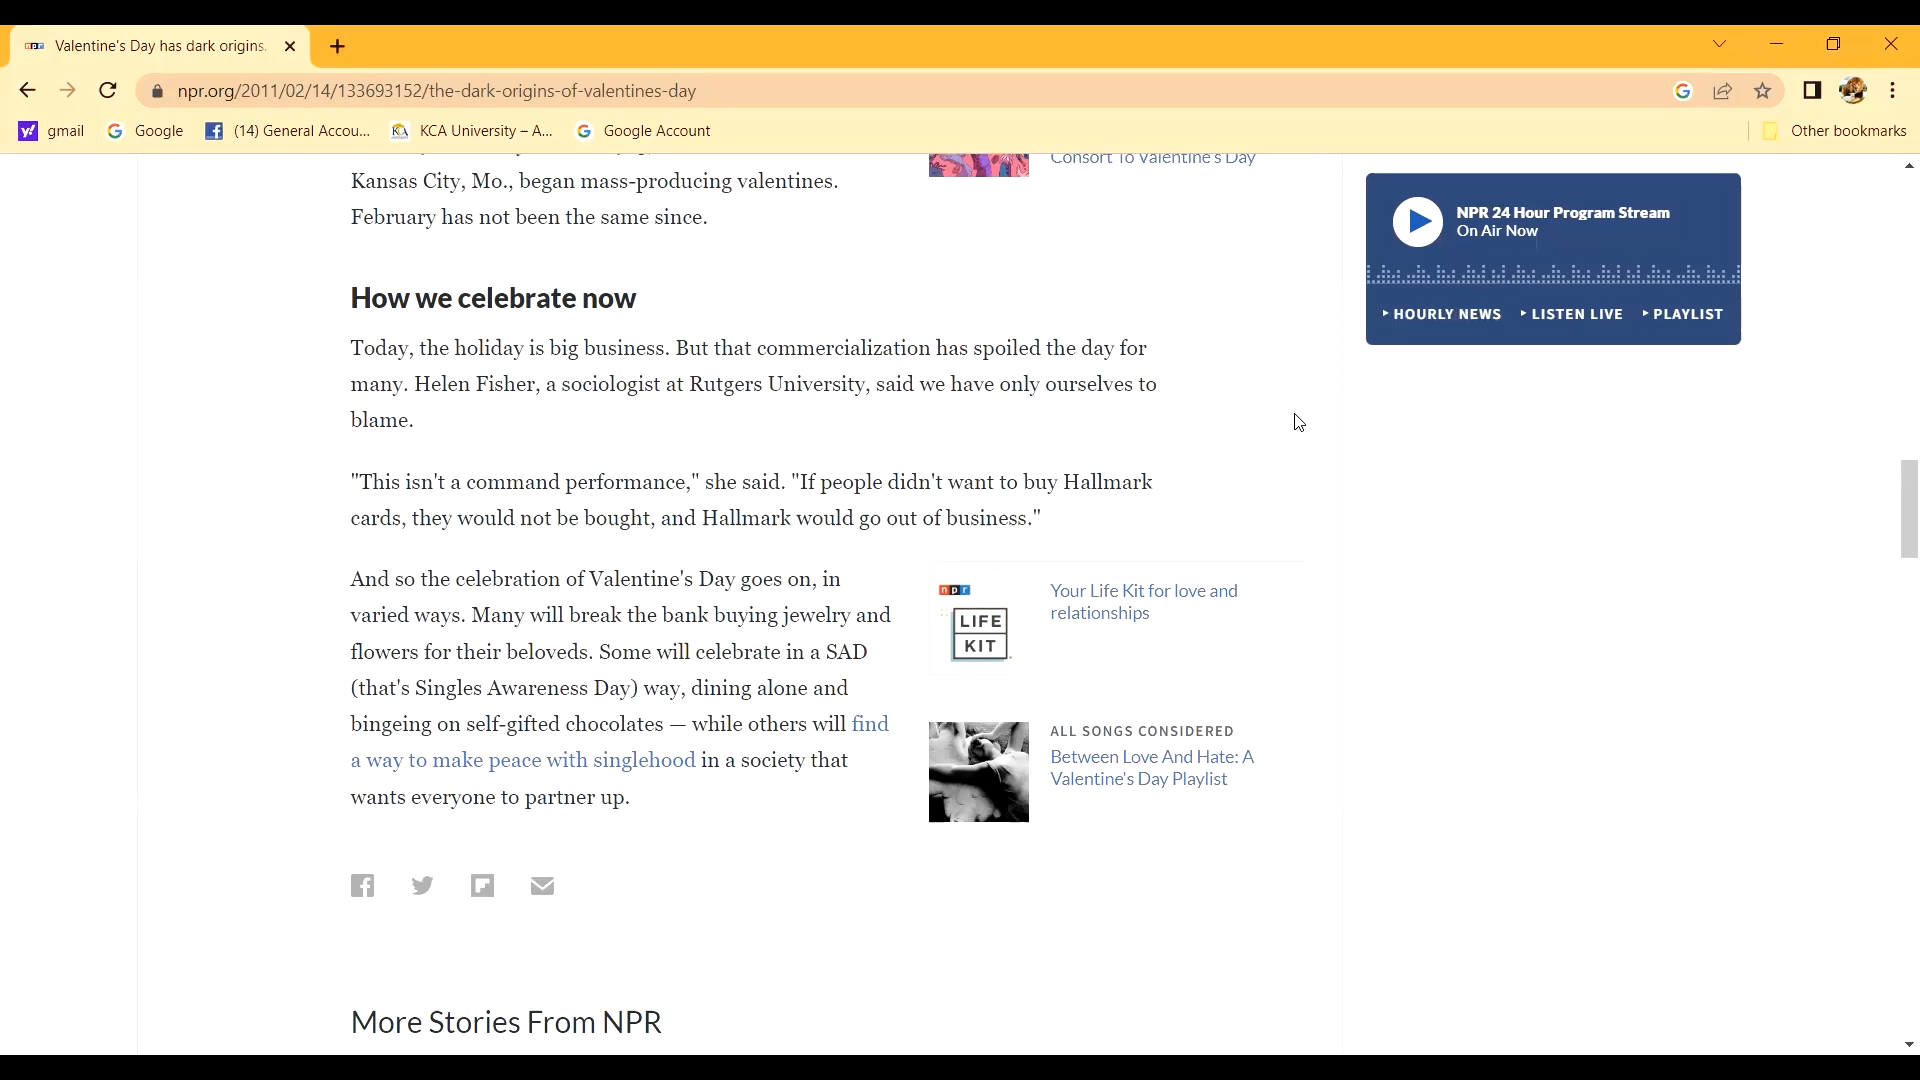 Valentine's Day has dark origins.
npr.org/2011/02/14/133693152/the-dark-origins-of-valentines-day
gmail
Google
(14) General Accou...
KCA University – A...
Google Account
Other bookmarks
Kansas City, Mo., began mass-producing valentines.
February has not been the same since.
Consort To Valentine's Day
NPR 24 Hour Program Stream
On Air Now
HOURLY NEWS
LISTEN LIVE
PLAYLIST
How we celebrate now
Today, the holiday is big business. But that commercialization has spoiled the day for
many. Helen Fisher, a sociologist at Rutgers University, said we have only ourselves to
blame.
"This isn't a command performance," she said. "If people didn't want to buy Hallmark
cards, they would not be bought, and Hallmark would go out of business."
And so the celebration of Valentine's Day goes on, in
varied ways. Many will break the bank buying jewelry and
flowers for their beloveds. Some will celebrate in a SAD
(that's Singles Awareness Day) way, dining alone and
bingeing on self-gifted chocolates — while others will find
a way to make peace with singlehood in a society that
wants everyone to partner up.
npr
LIFE
KIT
Your Life Kit for love and
relationships
ALL SONGS CONSIDERED
Between Love And Hate: A
Valentine's Day Playlist
More Stories From NPR